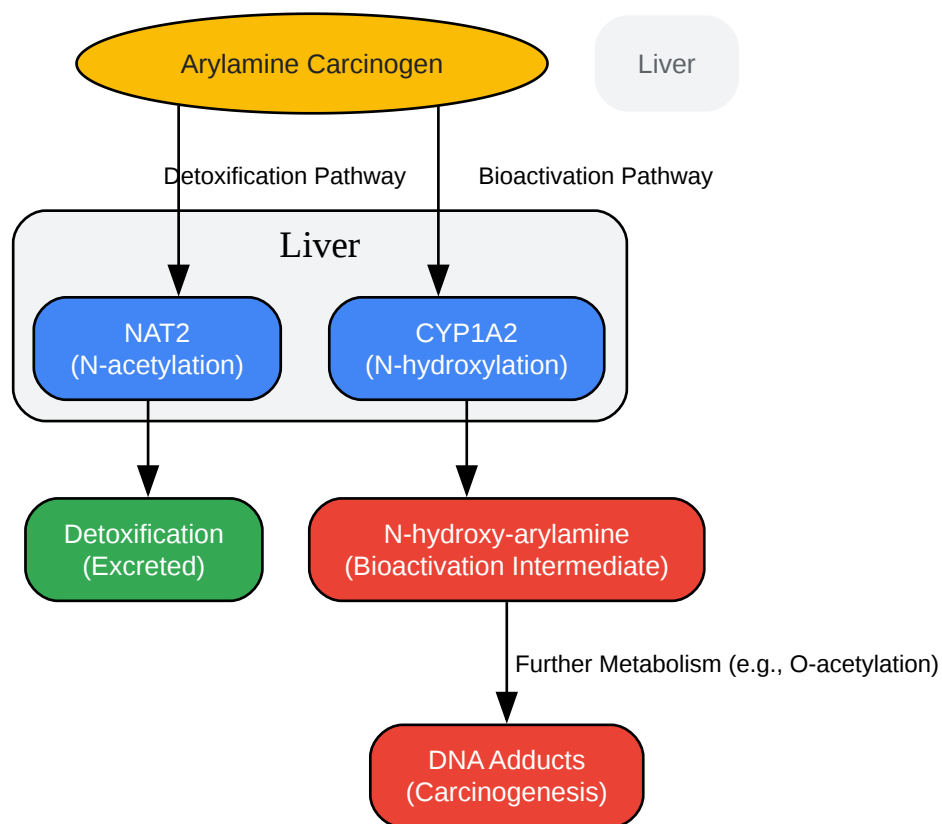 Arylamine Carcinogen
Liver
Detoxification Pathway
Bioactivation Pathway
Liver
NAT2
(N-acetylation)
CYP1A2
(N-hydroxylation)
Detoxification
(Excreted)
N-hydroxy-arylamine
(Bioactivation Intermediate)
Further Metabolism (e.g., O-acetylation)
DNA Adducts
(Carcinogenesis)